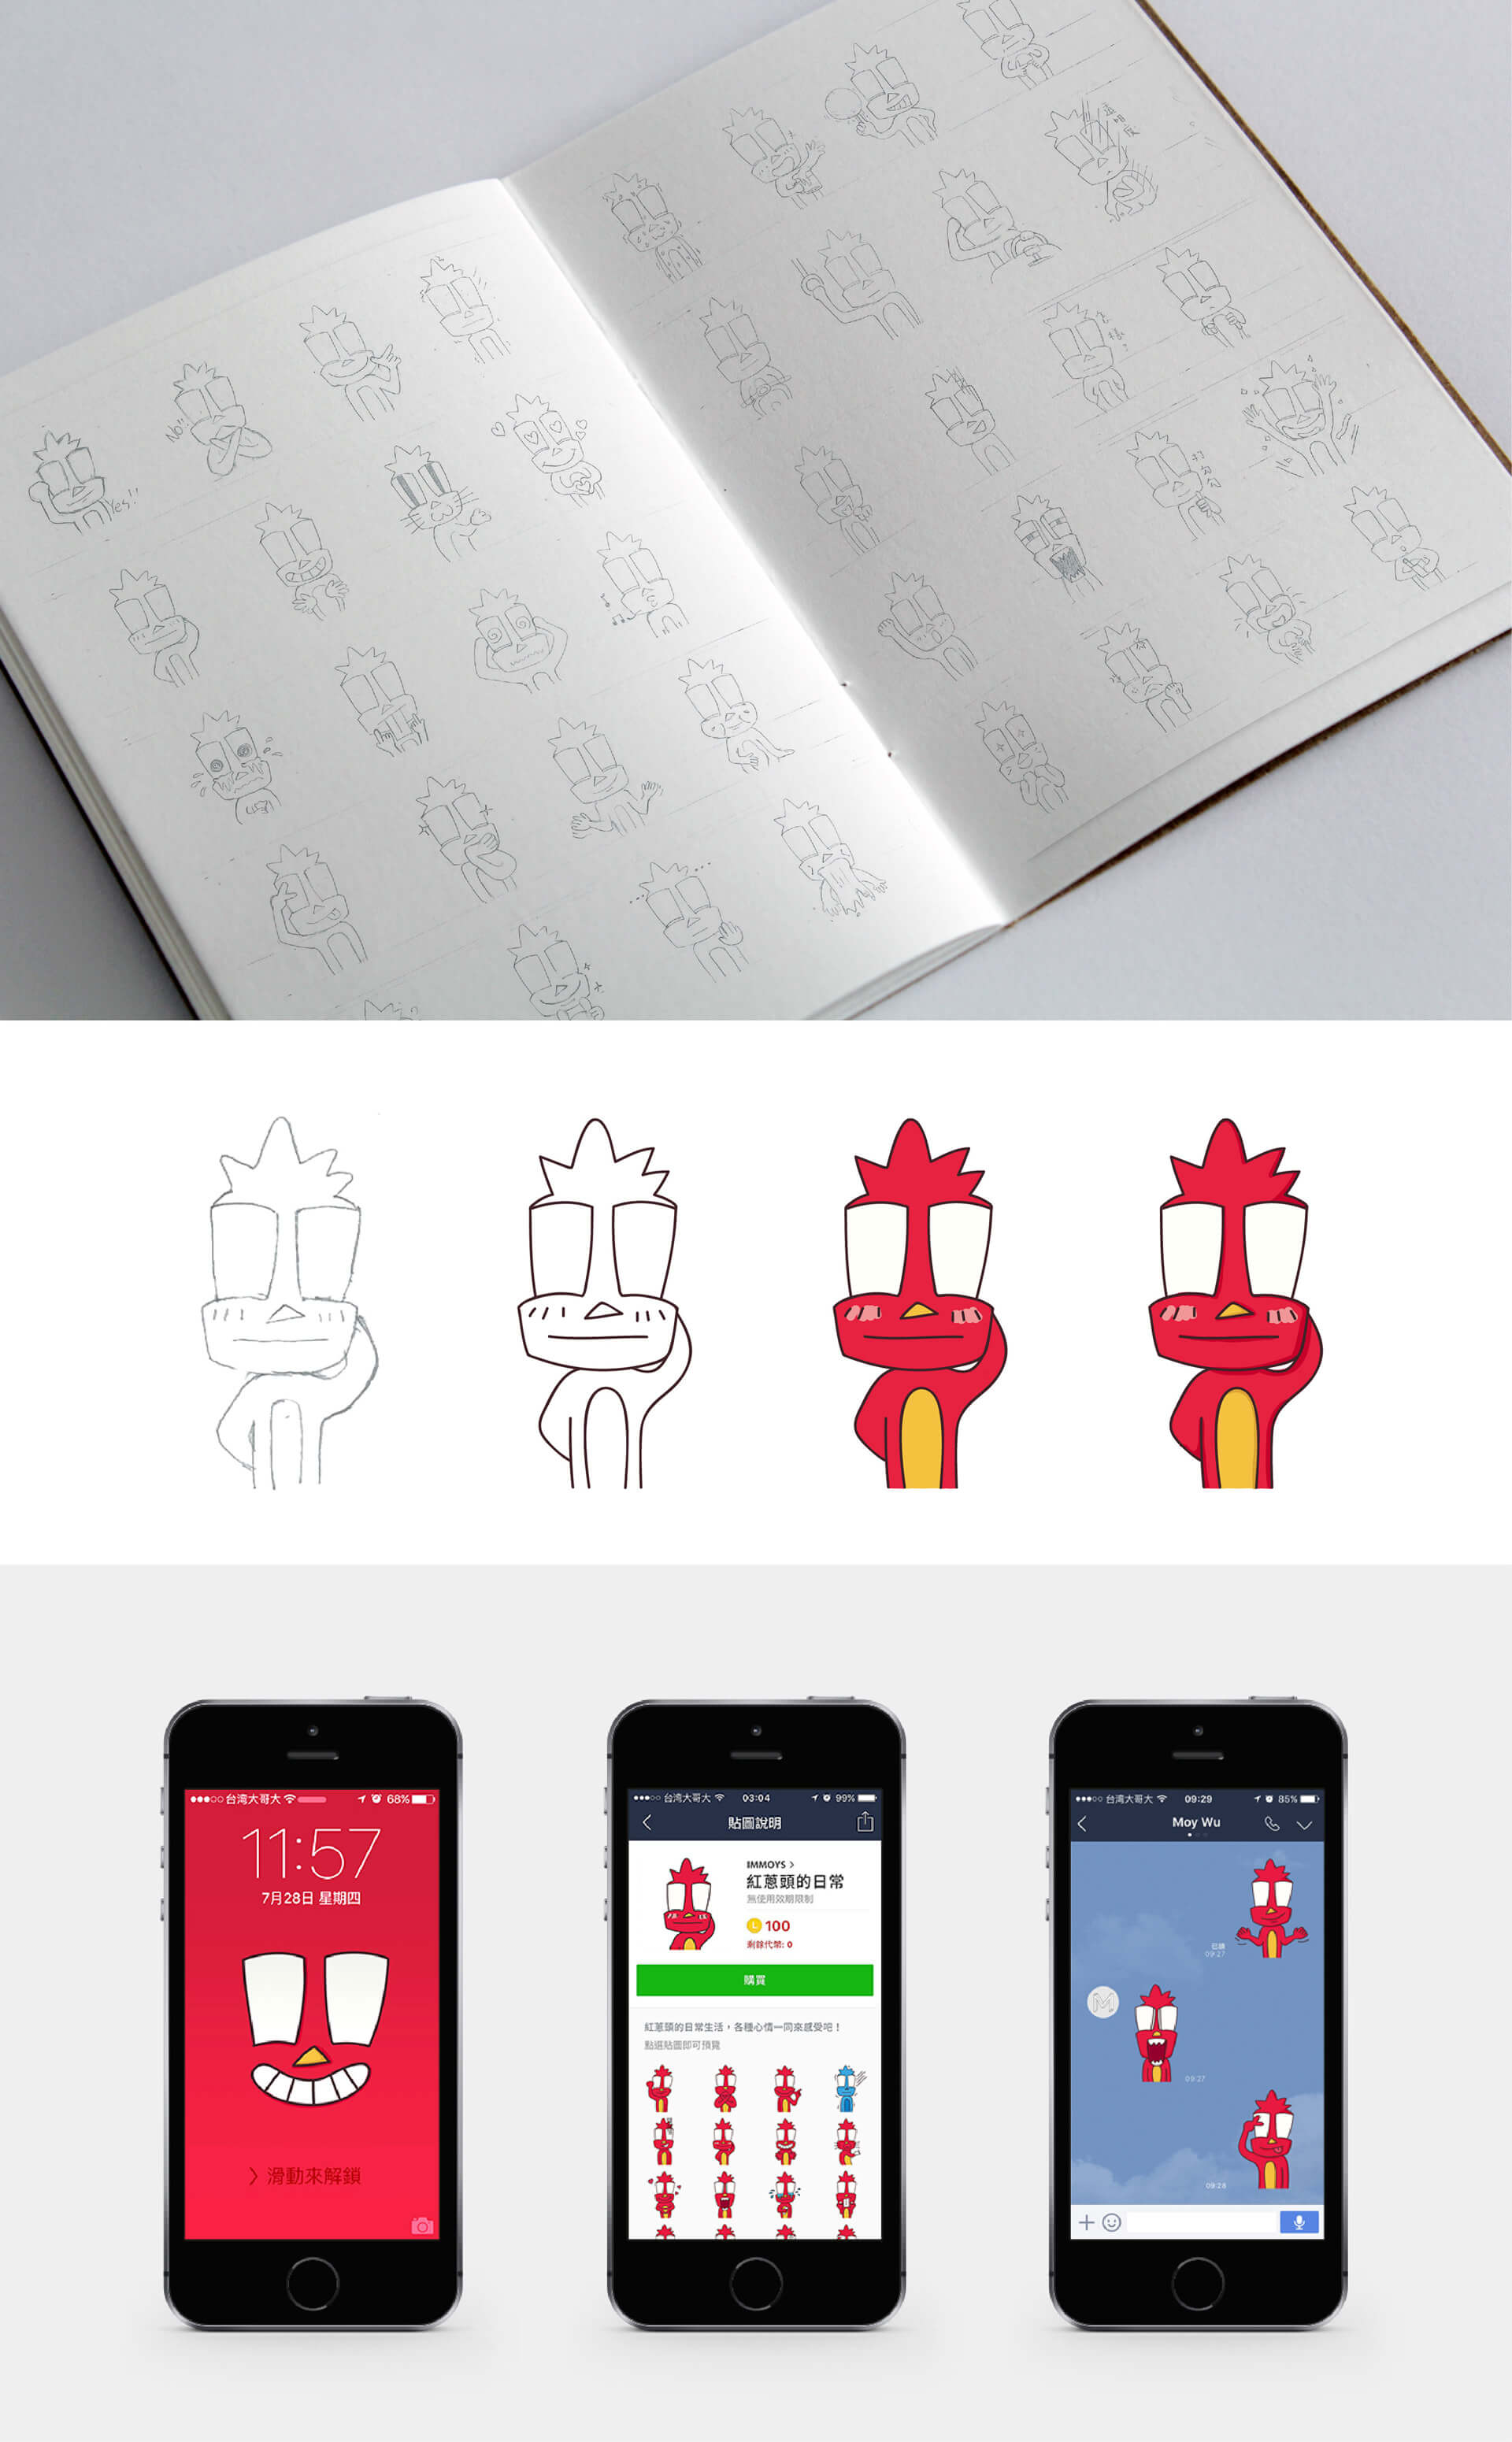 No!!
Yes!!
●●●○○ 台湾大哥大 68%
11:57
7月28日 星期四
滑動來解鎖
●●●○○ 台湾大哥大 03:04 99%
貼圖說明
IMMOYS >
紅蔥頭的日常
無使用效期限制
L 100
剩餘代幣: 0
購買
紅蔥頭的日常生活，各種心情一同來感受吧！
點選貼圖即可預覽
●●●○○ 台湾大哥大 09:29 85%
Moy Wu
已讀
09:27
M
09:27
09:28